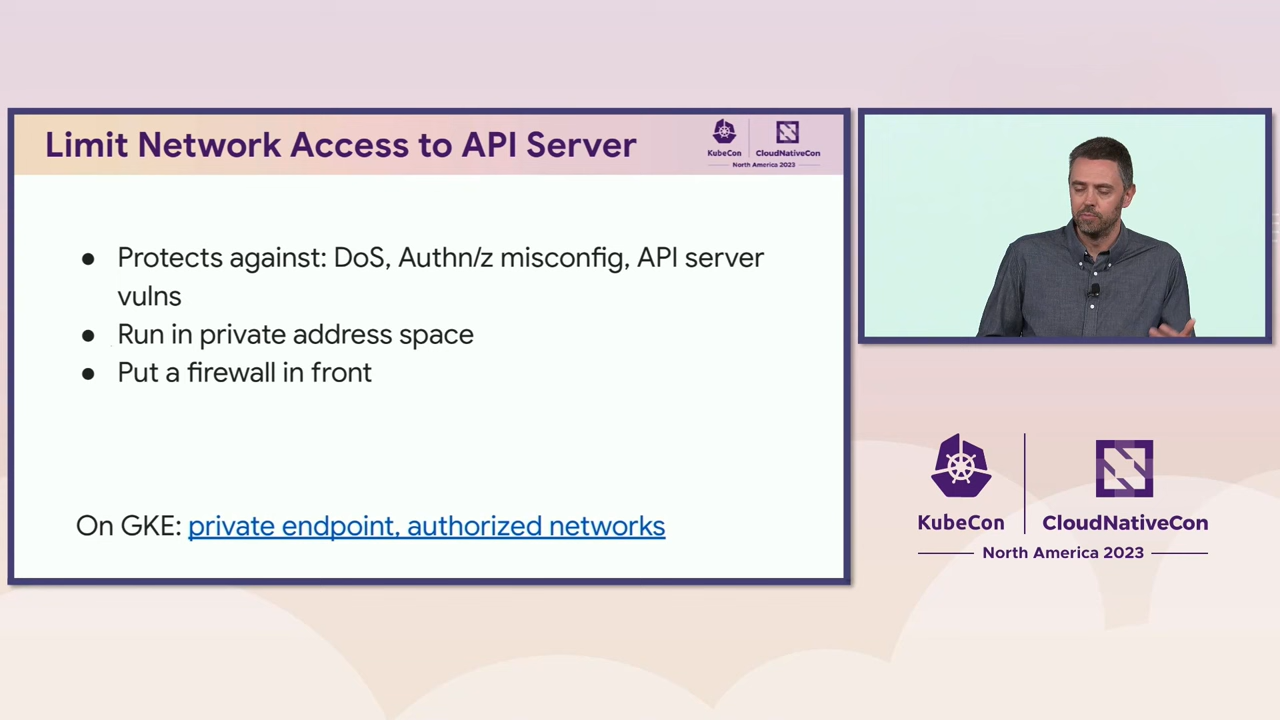 Limit Network Access to API Server
KubeCon
CloudNativeCon
North America 2023
● Protects against: DoS, Authn/z misconfig, API server
vulns
● Run in private address space
● Put a firewall in front
On GKE: private endpoint, authorized networks
KubeCon
CloudNativeCon
North America 2023